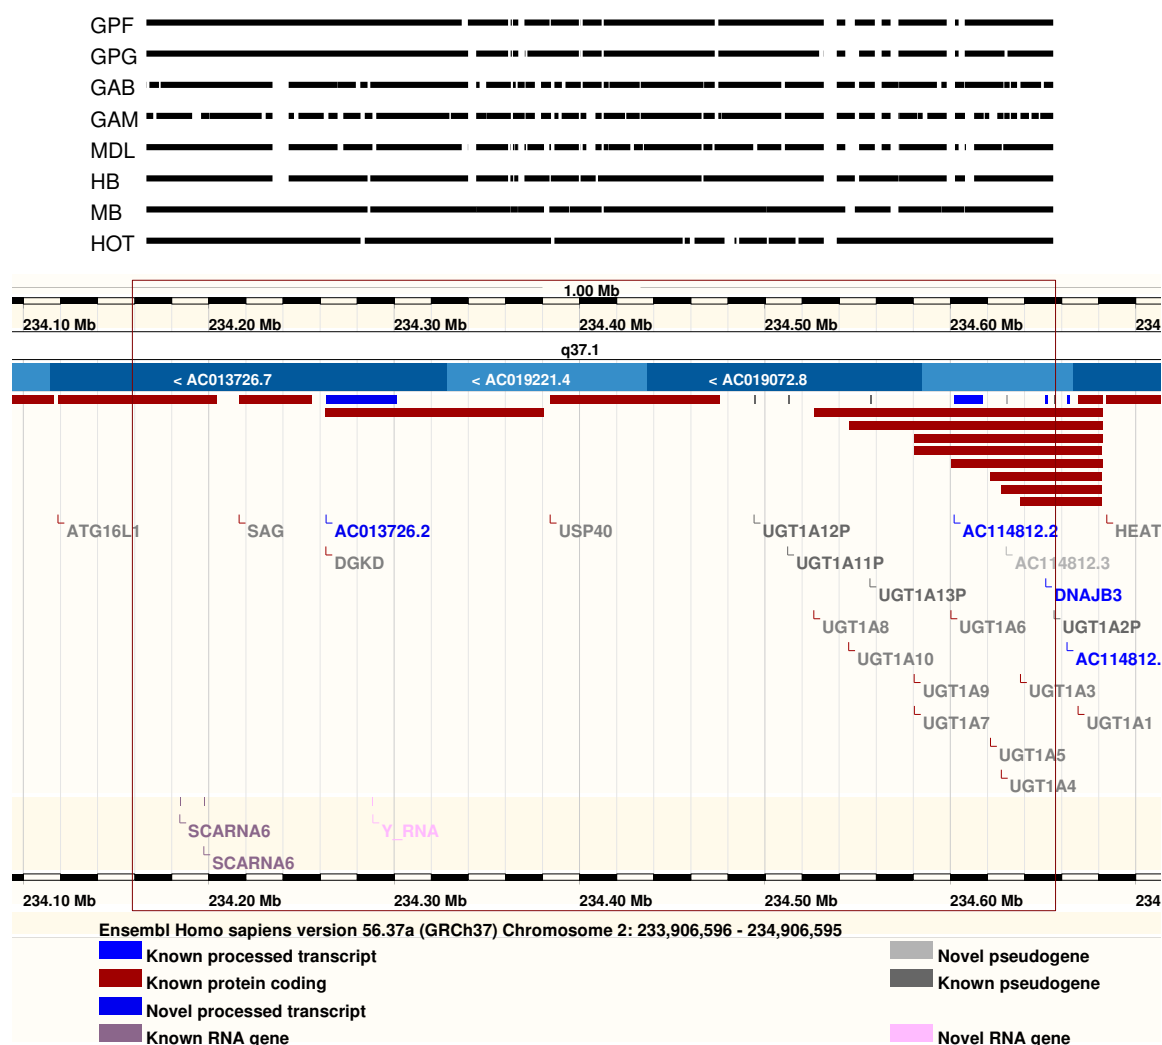 GPF
GPG
GAB
GAM
MDL
HB
MB
HOT
1.00 Mb
234.10 Mb 234.20 Mb 234.30 Mb 234.40 Mb 234.50 Mb 234.60 Mb 234
q37.1
< AC013726.7 < AC019221.4 < AC019072.8
ATG16L1 SAG AC013726.2 USP40 UGT1A12P AC114812.2 HEAT
DGKD UGT1A11P AC114812.3
UGT1A13P DNAJB3
UGT1A8 UGT1A6 UGT1A2P
UGT1A10 AC114812.
UGT1A9 UGT1A3
UGT1A7 UGT1A1
UGT1A5
UGT1A4
SCARNA6 Y_RNA
SCARNA6
234.10 Mb 234.20 Mb 234.30 Mb 234.40 Mb 234.50 Mb 234.60 Mb 234
Ensembl Homo sapiens version 56.37a (GRCh37) Chromosome 2: 233,906,596 - 234,906,595
Known processed transcript Novel pseudogene
Known protein coding Known pseudogene
Novel processed transcript
Known RNA gene Novel RNA gene